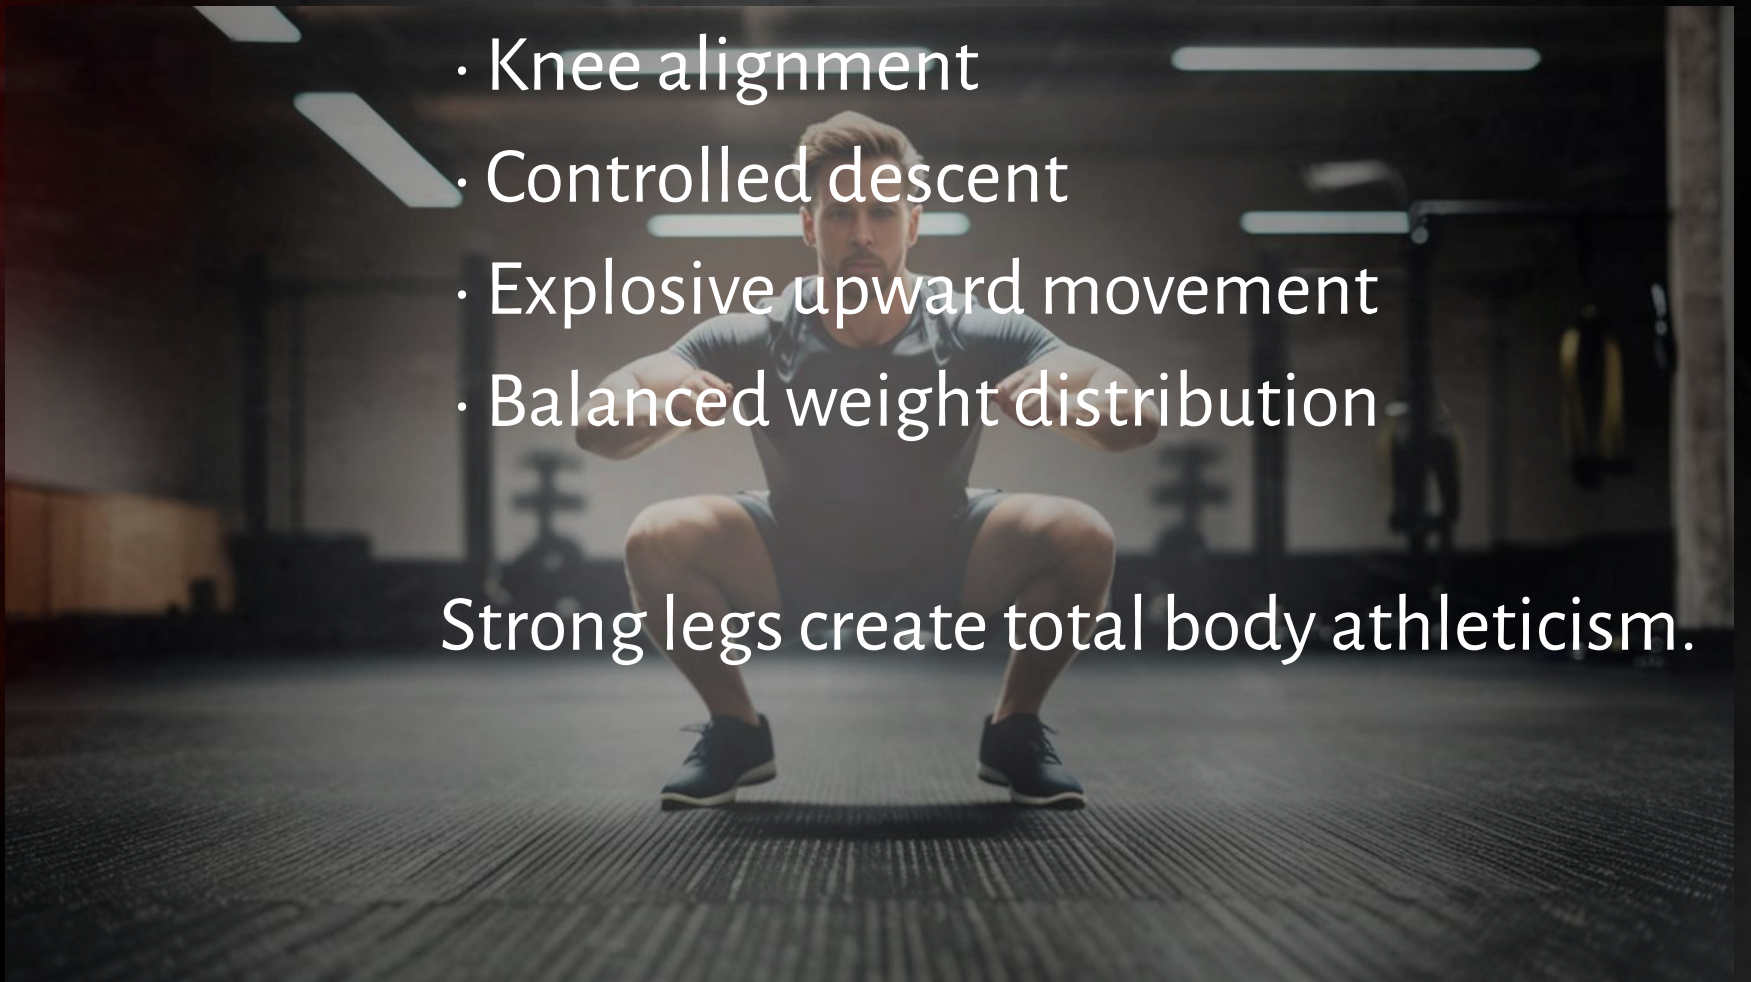 · Knee alignment
· Controlled descent
· Explosive upward movement
· Balanced weight distribution
Strong legs create total body athleticism.